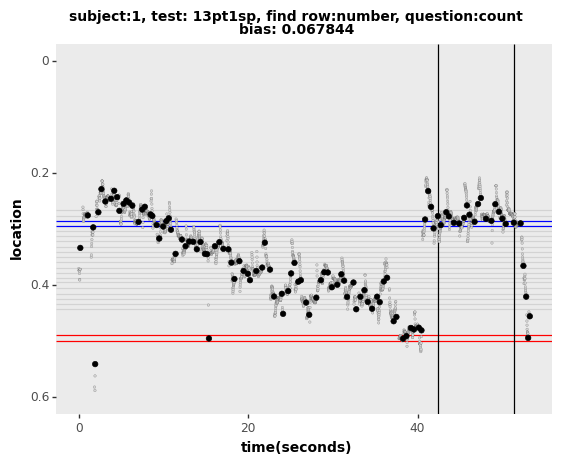 subject:1, test: 13pt1sp, find row:number, question:count
bias: 0.067844
0
0.2
0.4
0.6
location
0
20
40
time(seconds)